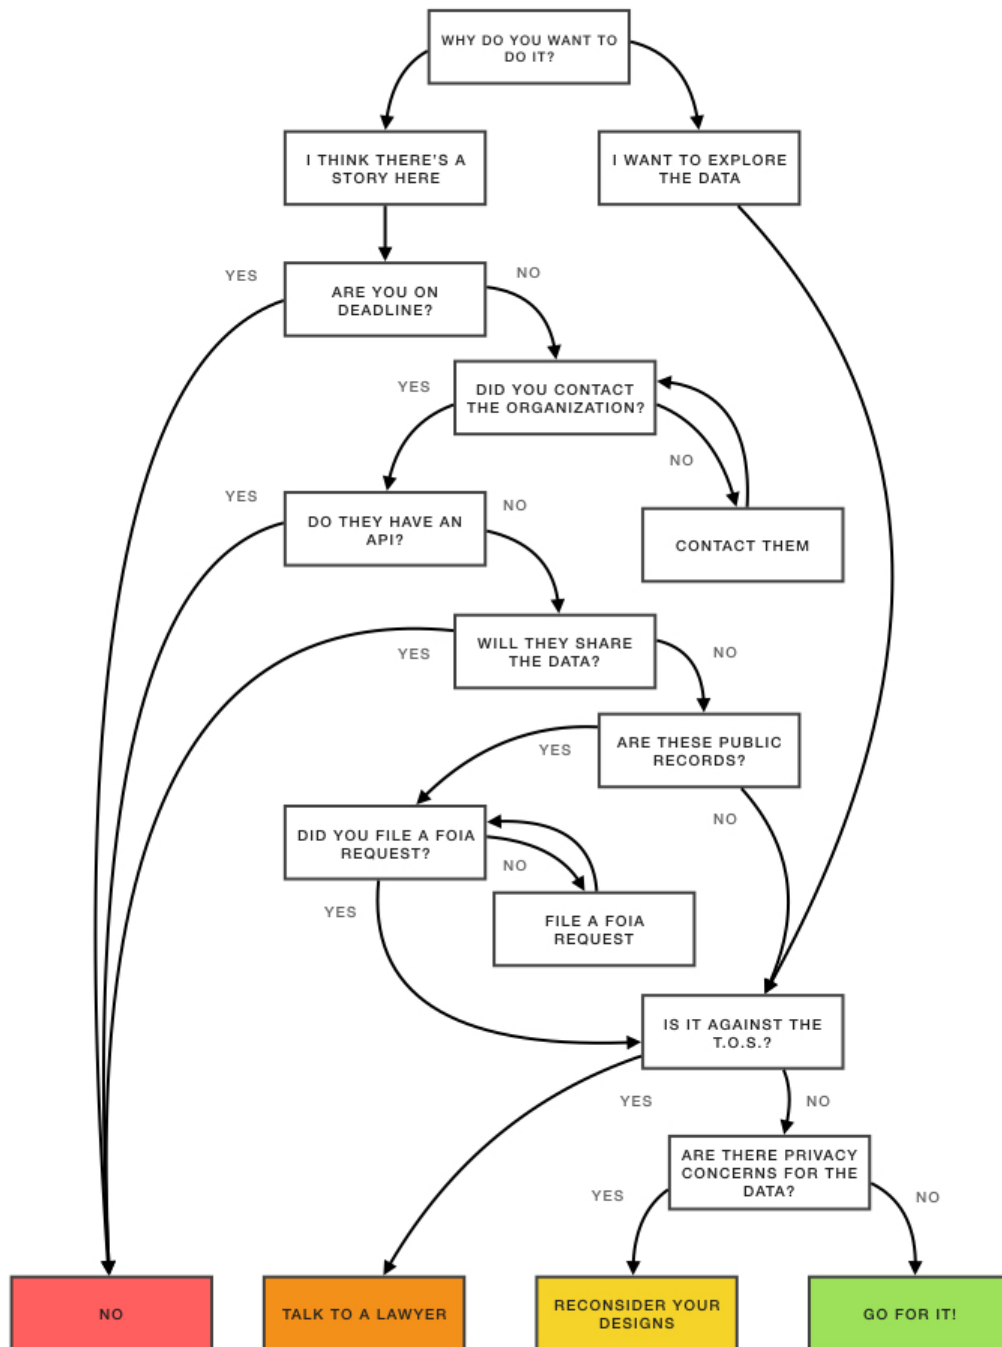 WHY DO YOU WANT TO
DO IT?
I THINK THERE'S A
STORY HERE
I WANT TO EXPLORE
THE DATA
YES
NO
ARE YOU ON
DEADLINE?
YES
DID YOU CONTACT
THE ORGANIZATION?
NO
YES
NO
DO THEY HAVE AN
API?
CONTACT THEM
YES
WILL THEY SHARE
THE DATA?
NO
YES
ARE THESE PUBLIC
RECORDS?
NO
DID YOU FILE A FOIA
REQUEST?
NO
YES
FILE A FOIA
REQUEST
IS IT AGAINST THE
T.O.S.?
YES
NO
ARE THERE PRIVACY
CONCERNS FOR THE
DATA?
YES
NO
NO
TALK TO A LAWYER
RECONSIDER YOUR
DESIGNS
GO FOR IT!